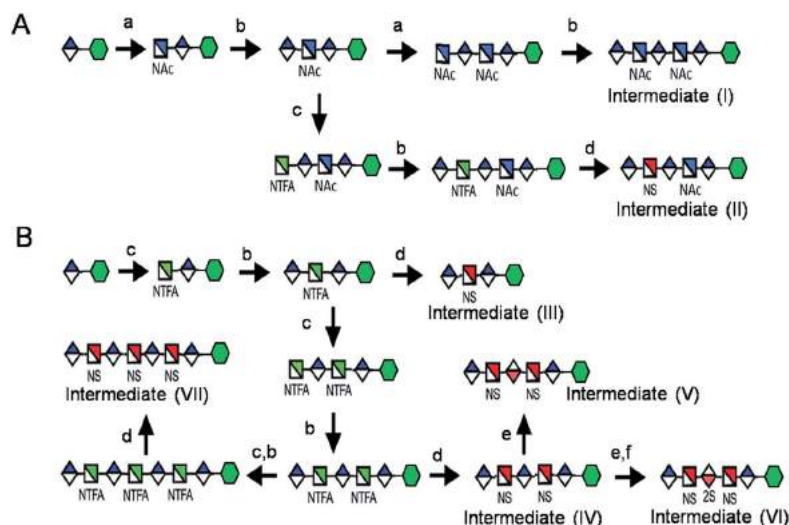 A
a b a b
NAc NAc NAc NAc NAc NAc
Intermediate (I)
c
b d
NTFA NAc NTFA NAc NS NAc
Intermediate (II)
B
c b d
NTFA NTFA NS
Intermediate (III)
c
NS NS NS
Intermediate (VII)
NTFA NTFA
NS NS
Intermediate (V)
d b e
c,b d e,f
NTFA NTFA NTFA NTFA NTFA NS NS NS 2S NS
Intermediate (IV) Intermediate (VI)